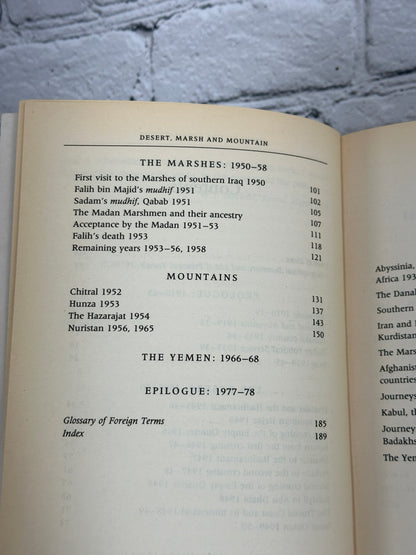 DESERT, MARSH AND MOUNTAIN
THE MARSHES: 1950–58
First visit to the Marshes of southern Iraq 1950 101
Falih bin Majid's mudhif 1951 102
Sadam's mudhif, Qabab 1951 105
The Madan Marshmen and their ancestry 107
Acceptance by the Madan 1951–53 111
Falih's death 1953 118
Remaining years 1953–56, 1958 121
MOUNTAINS
Chitral 1952 131
Hunza 1953 137
The Hazarajat 1954 143
Nuristan 1956, 1965 150
THE YEMEN: 1966–68
EPILOGUE: 1977–78
Glossary of Foreign Terms 185
Index 189
Abyssinia,
Africa 193
The Danak
Southern
Iran and
Kurdistan
The Mars
Afghanist
countries
Journeys
Kabul, th
Journey
Badakhs
The Yem